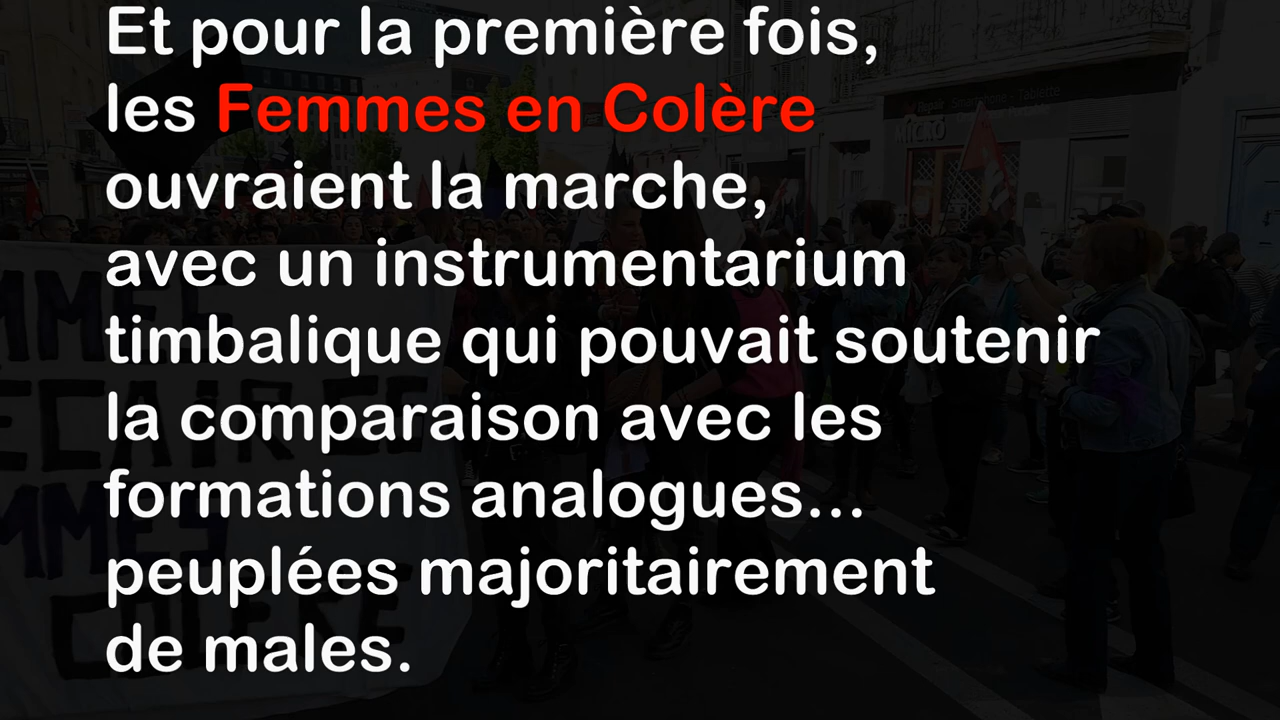 Et pour la première fois,
les Femmes en Colère
ouvraient la marche,
avec un instrumentarium
timbalique qui pouvait soutenir
la comparaison avec les
formations analogues...
peuplées majoritairement
de males.